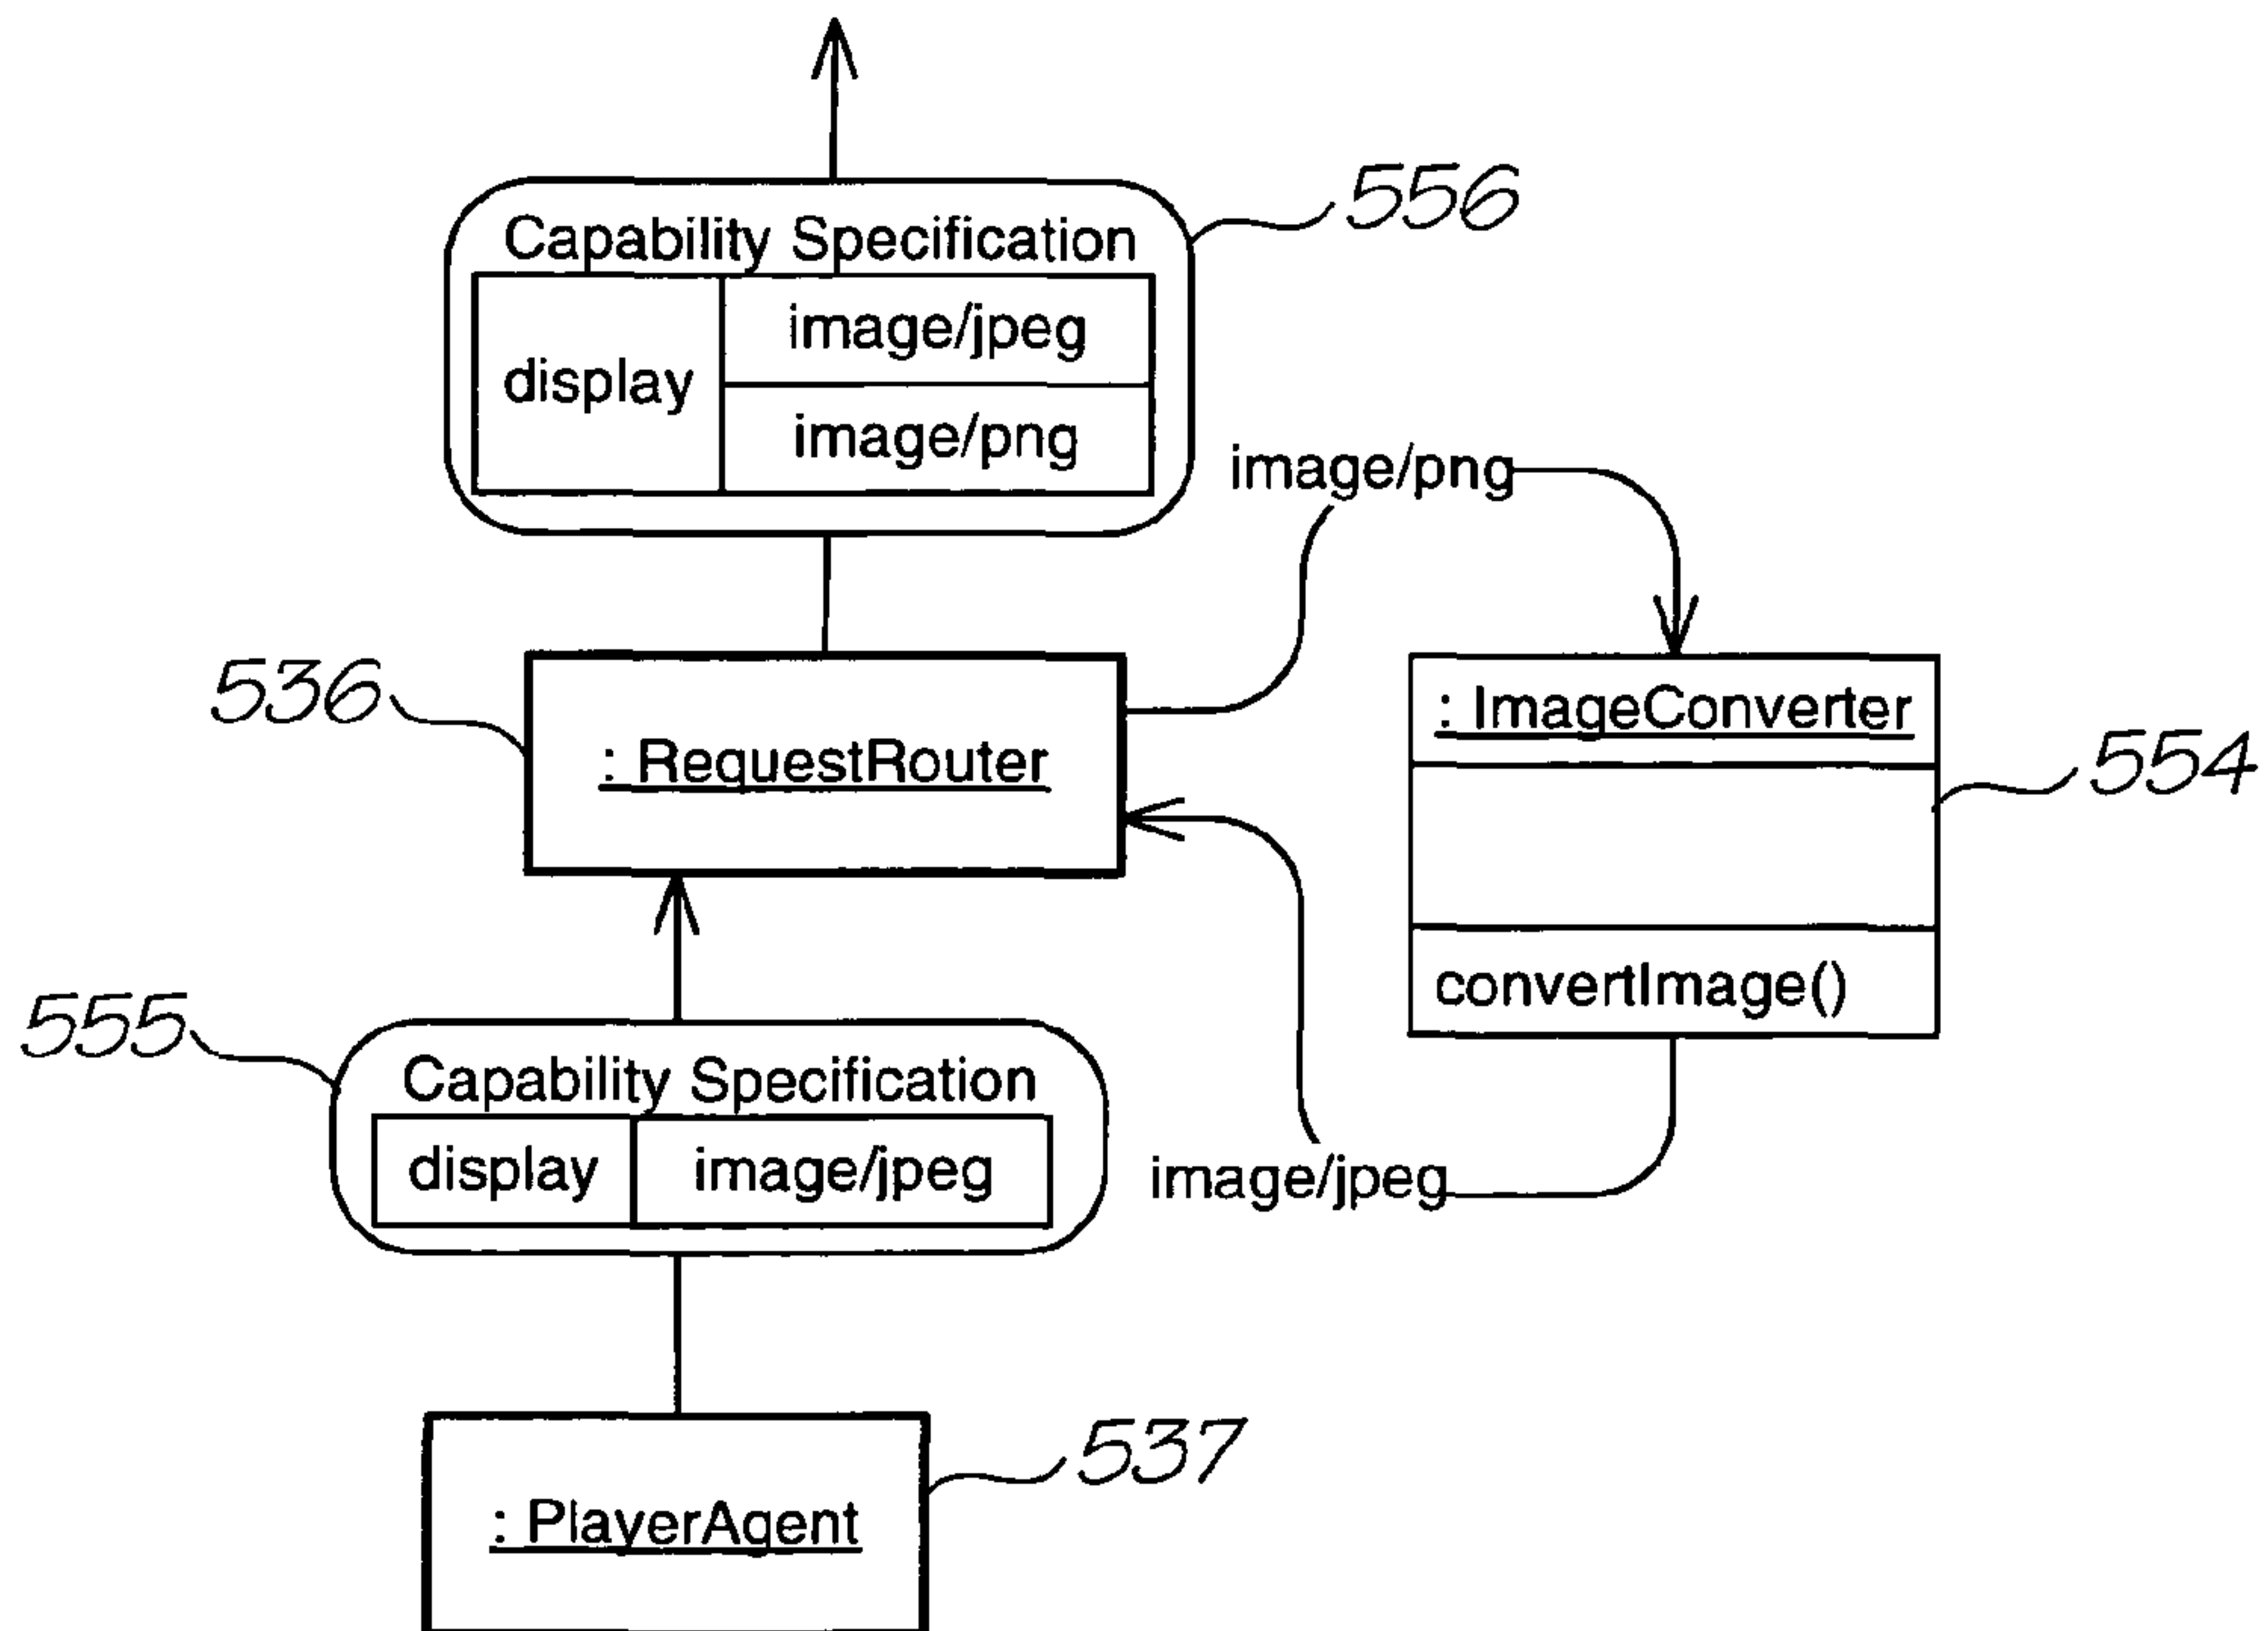 556
Capability Specification
display
image/jpeg
image/png
image/png
536
: RequestRouter
: ImageConverter
554
convertImage()
555
Capability Specification
display
image/jpeg
image/jpeg
537
: PlayerAgent